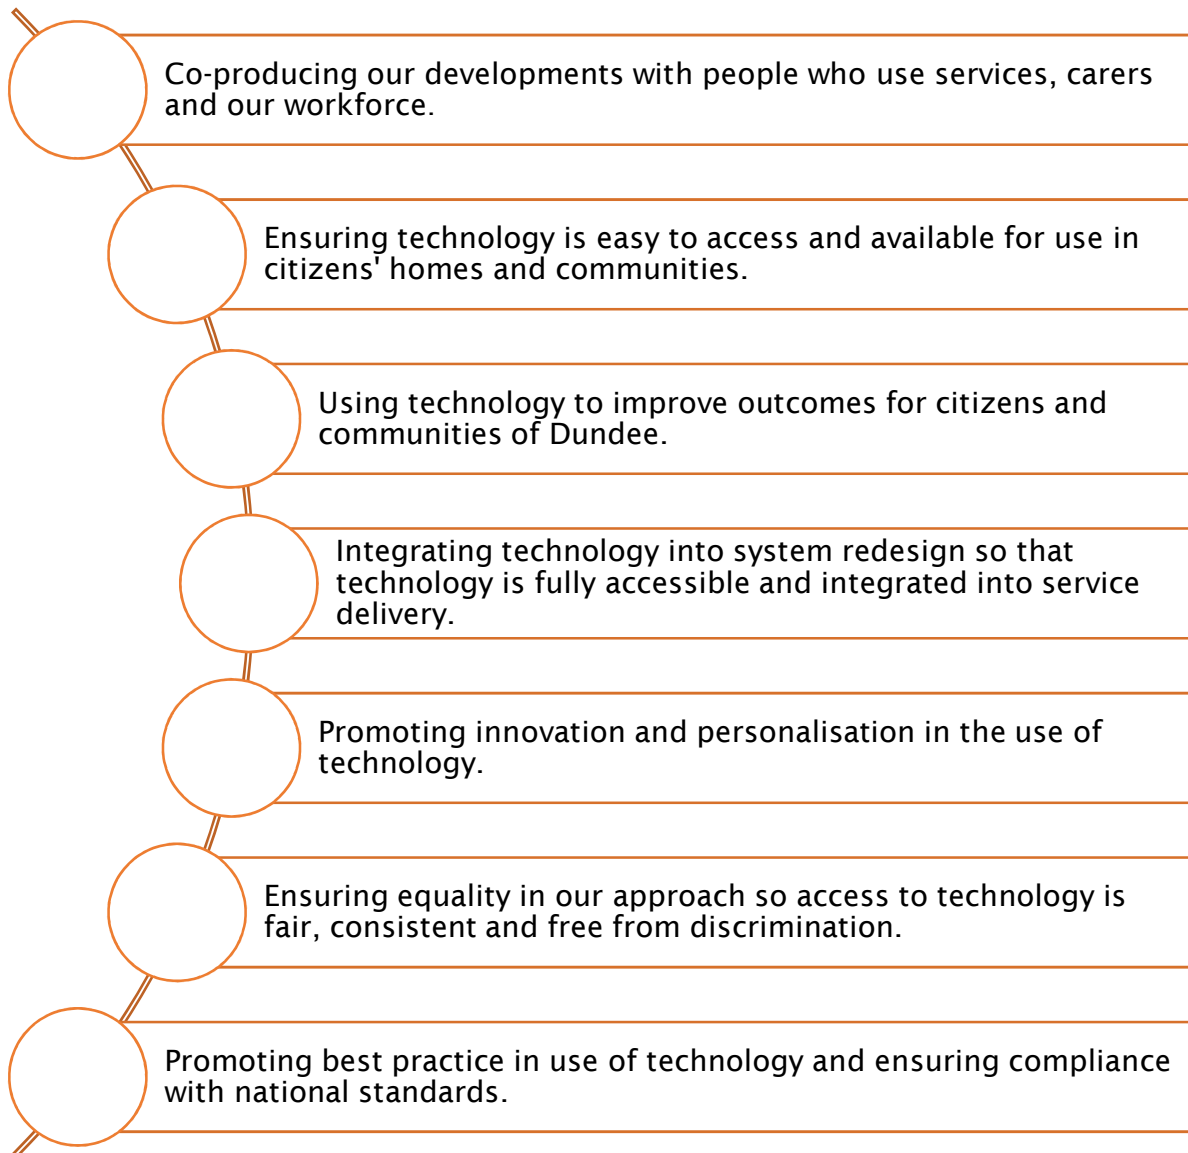 Co-producing our developments with people who use services, carers
and our workforce.
Ensuring technology is easy to access and available for use in
citizens' homes and communities.
Using technology to improve outcomes for citizens and
communities of Dundee.
Integrating technology into system redesign so that
technology is fully accessible and integrated into service
delivery.
Promoting innovation and personalisation in the use of
technology.
Ensuring equality in our approach so access to technology is
fair, consistent and free from discrimination.
Promoting best practice in use of technology and ensuring compliance
with national standards.